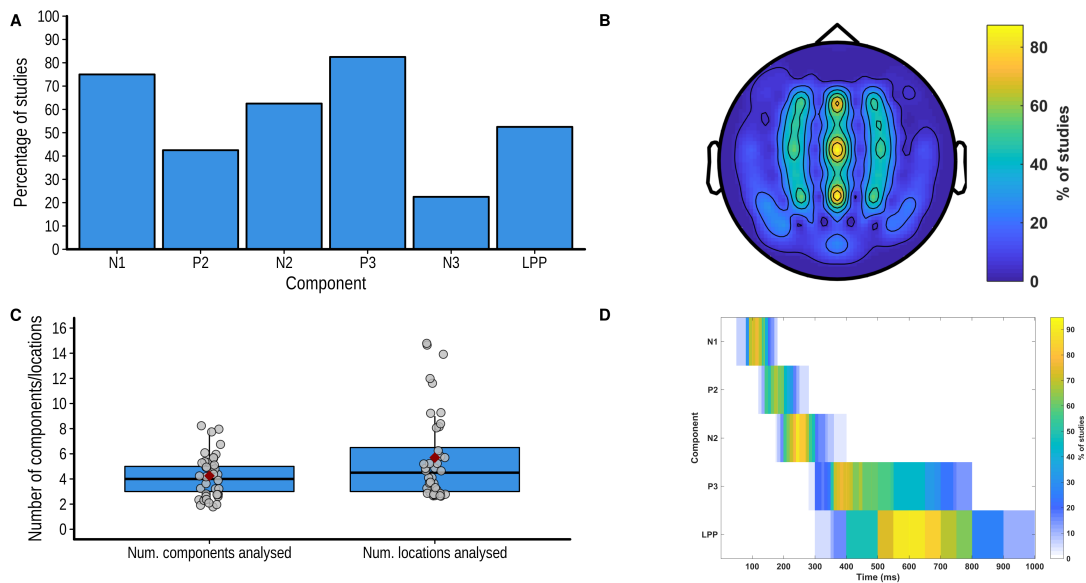 A
100
90
80
70
60
50
40
30
20
10
0
Percentage of studies
N1 P2 N2 P3 N3 LPP
Component
B
80
60
40
20
0
% of studies
C
16
14
12
10
8
6
4
2
0
Number of components/locations
Num. components analysed Num. locations analysed
D
N1
P2
N2
P3
LPP
Component
100 200 300 400 500 600 700 800 900 1000
Time (ms)
90
80
70
60
50
40
30
20
10
0
% of studies